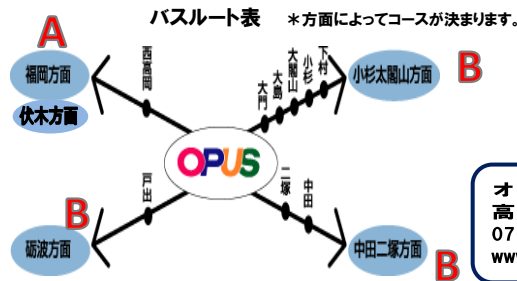 バスルート表 *方面によってコースが決まります。
A
福岡方面
伏木方面
西高岡
大門
大島
大閤山
小杉
下村
小杉太閤山方面
B
OPUS
戸出
B
砺波方面
二塚
中田
中田二塚方面
B
オ
高
07
www